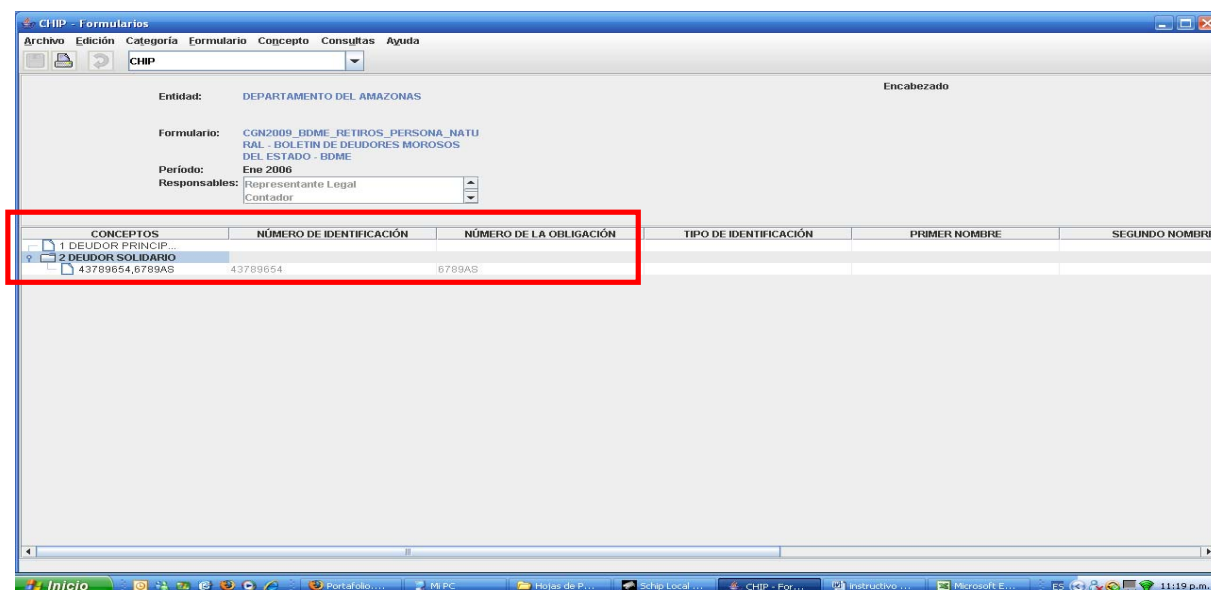 CHIP - Formularios
Archivo Edición Categoría Formulario Concepto Consultas Ayuda
CHIP
Encabezado
Entidad: DEPARTAMENTO DEL AMAZONAS
Formulario: CGN2009_BDME_RETIROS_PERSONA_NATU
RAL - BOLETIN DE DEUDORES MOROSOS
DEL ESTADO - BDME
Período: Ene 2006
Responsables: Representante Legal
Contador
CONCEPTOS NÚMERO DE IDENTIFICACIÓN NÚMERO DE LA OBLIGACIÓN TIPO DE IDENTIFICACIÓN PRIMER NOMBRE SEGUNDO NOMBRE
1 DEUDOR PRINCIP...
2 DEUDOR SOLIDARIO
43789654,6789AS 43789654 6789AS
Inicio Portafolio.... Mi PC Hojas de P... Schip Local ... CHIP - For... instructivo ... Microsoft E... ES 11:19 p.m.